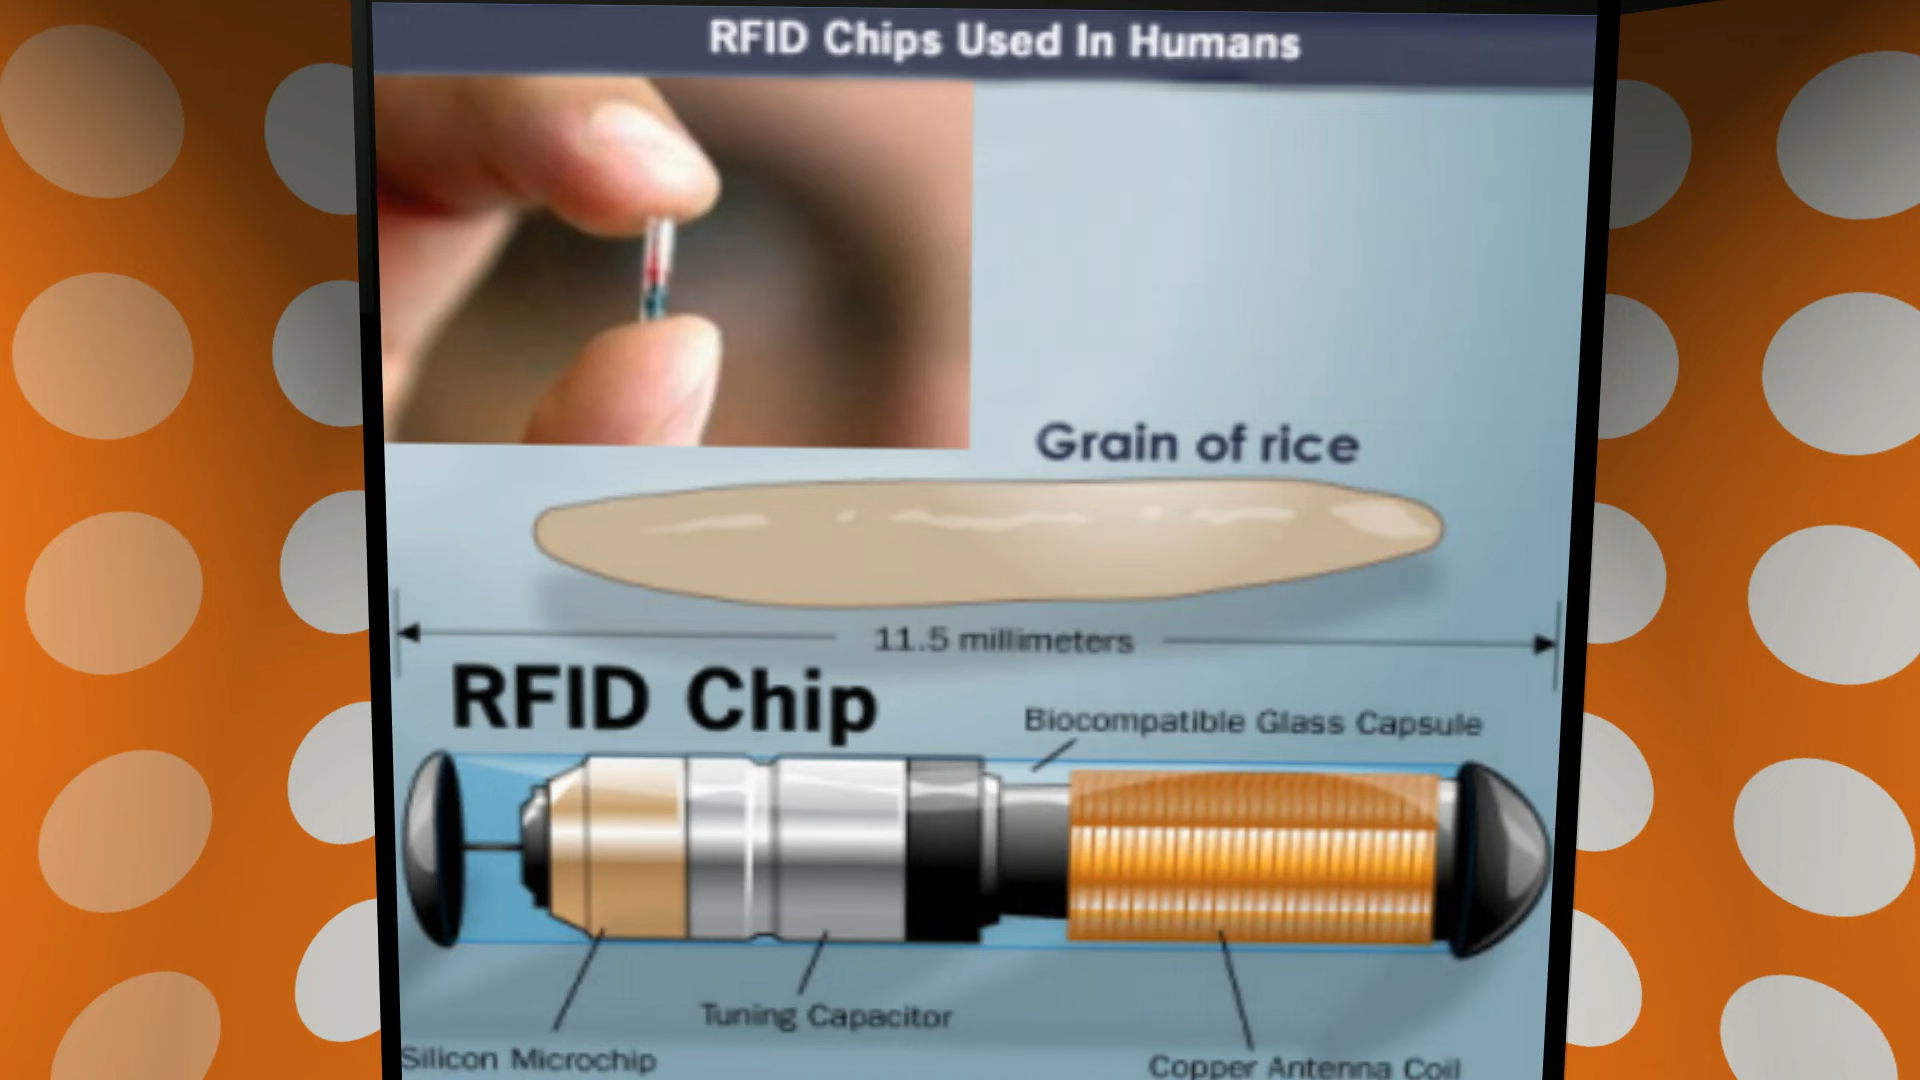 RFID Chips Used In Humans
Grain of rice
11.5 millimeters
RFID Chip
Biocompatible Glass Capsule
Tuning Capacitor
Silicon Microchip
Copper Antenna Coil